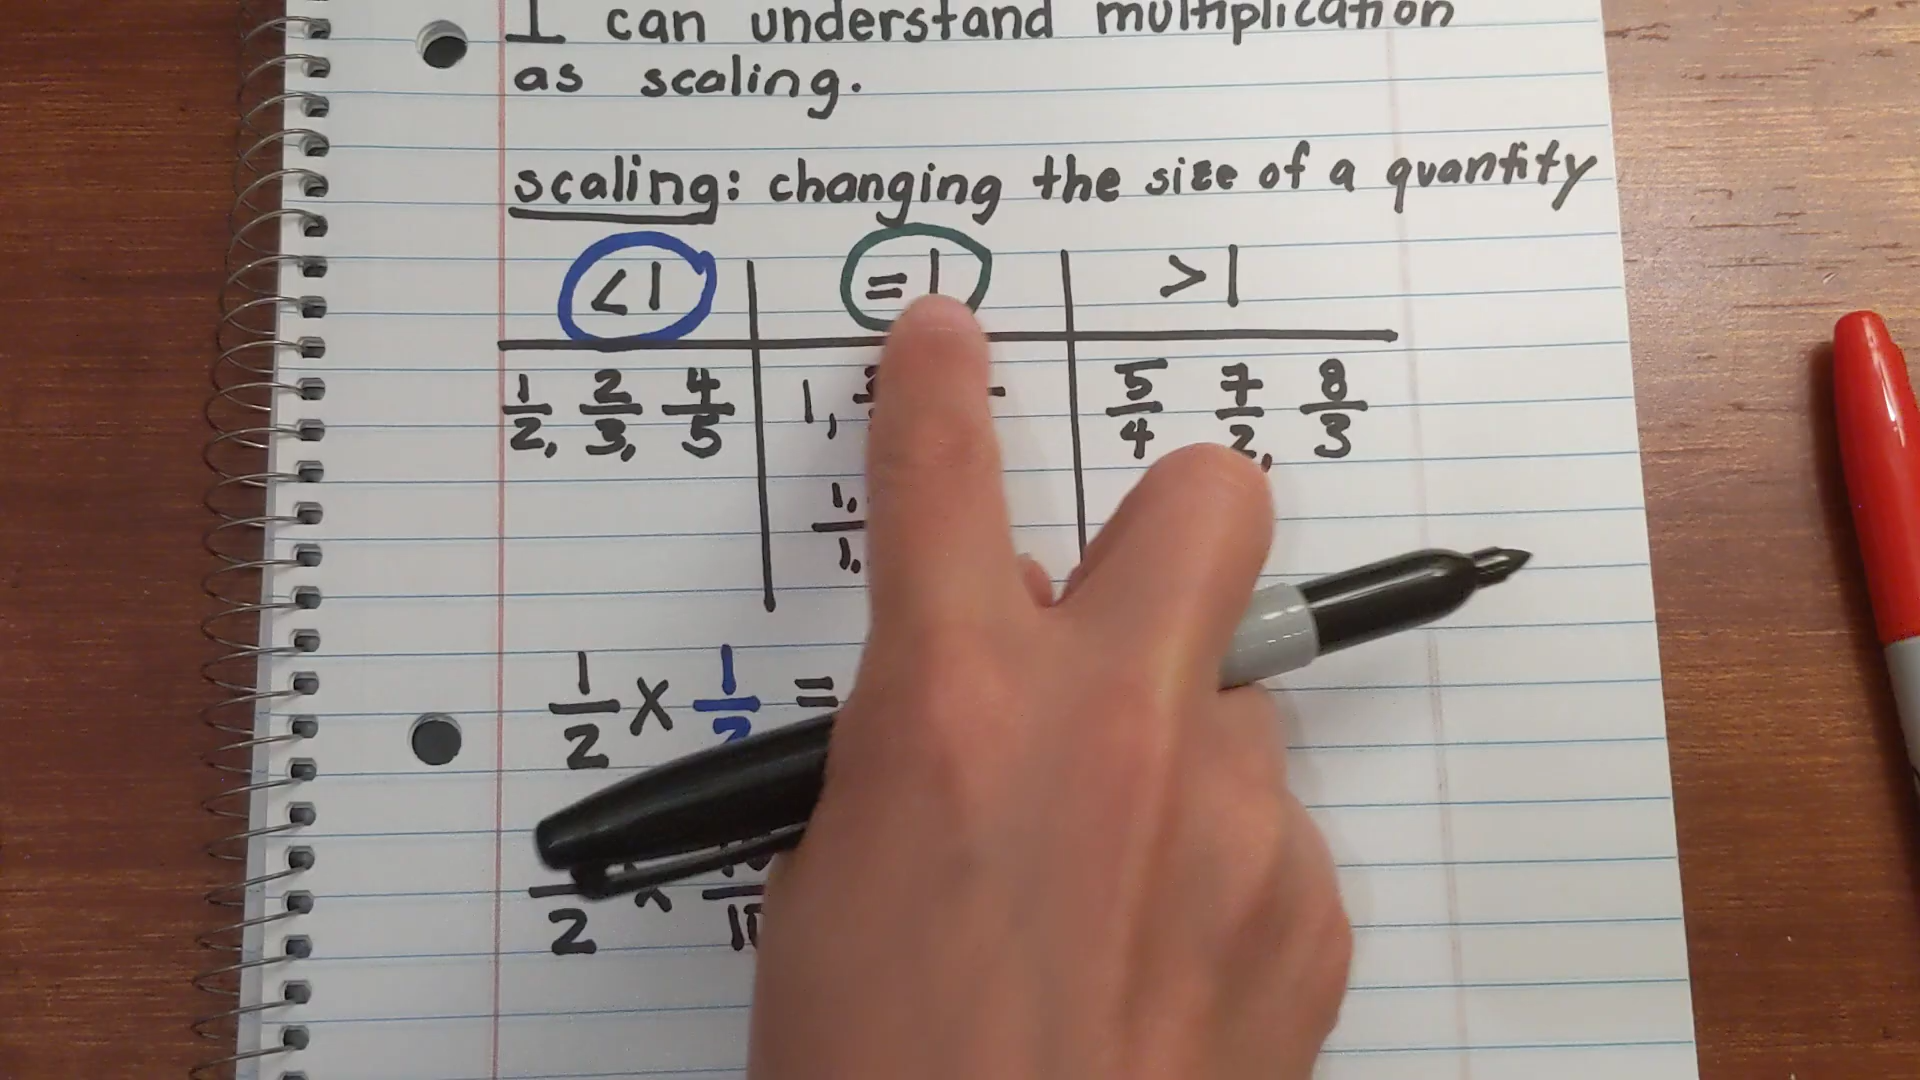 I can understand multiplication
as scaling.
scaling: changing the size of a quantity
<1 =1 >1
1/2, 2/3, 4/5 1, 5/4 7/2, 8/3
1/2 x 1/2 =
2 x 10